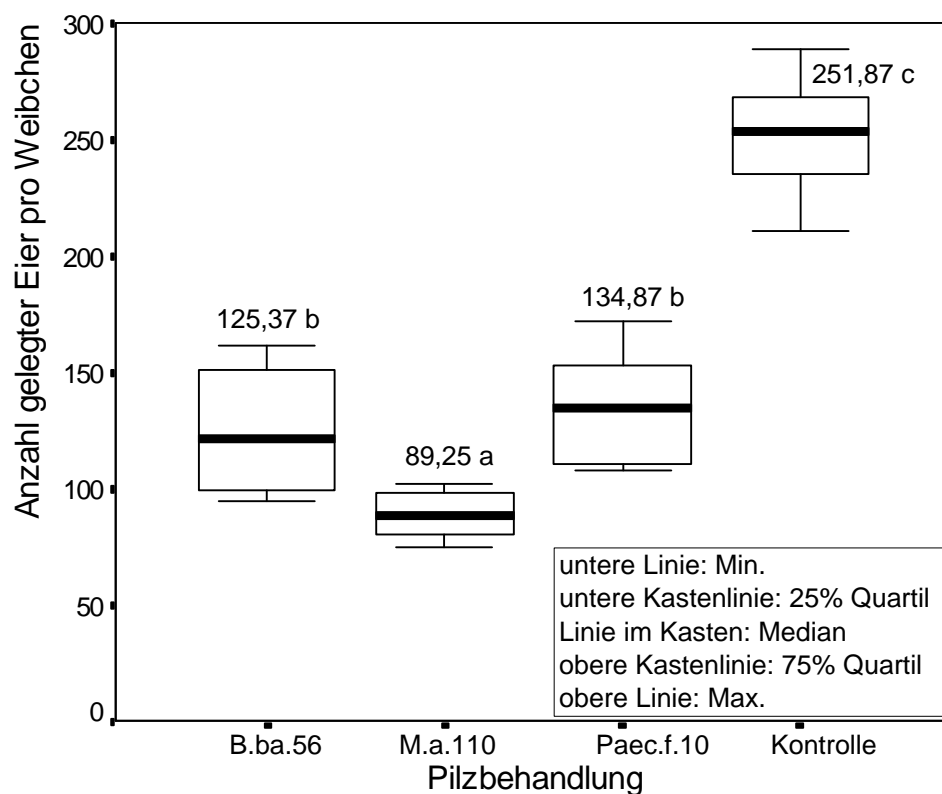 Anzahl gelegter Eier pro Weibchen
300
250
200
150
100
50
0
125,37 b
89,25 a
134,87 b
251,87 c
untere Linie: Min.
untere Kastenlinie: 25% Quartil
Linie im Kasten: Median
obere Kastenlinie: 75% Quartil
obere Linie: Max.
B.ba.56 M.a.110 Paec.f.10 Kontrolle
Pilzbehandlung